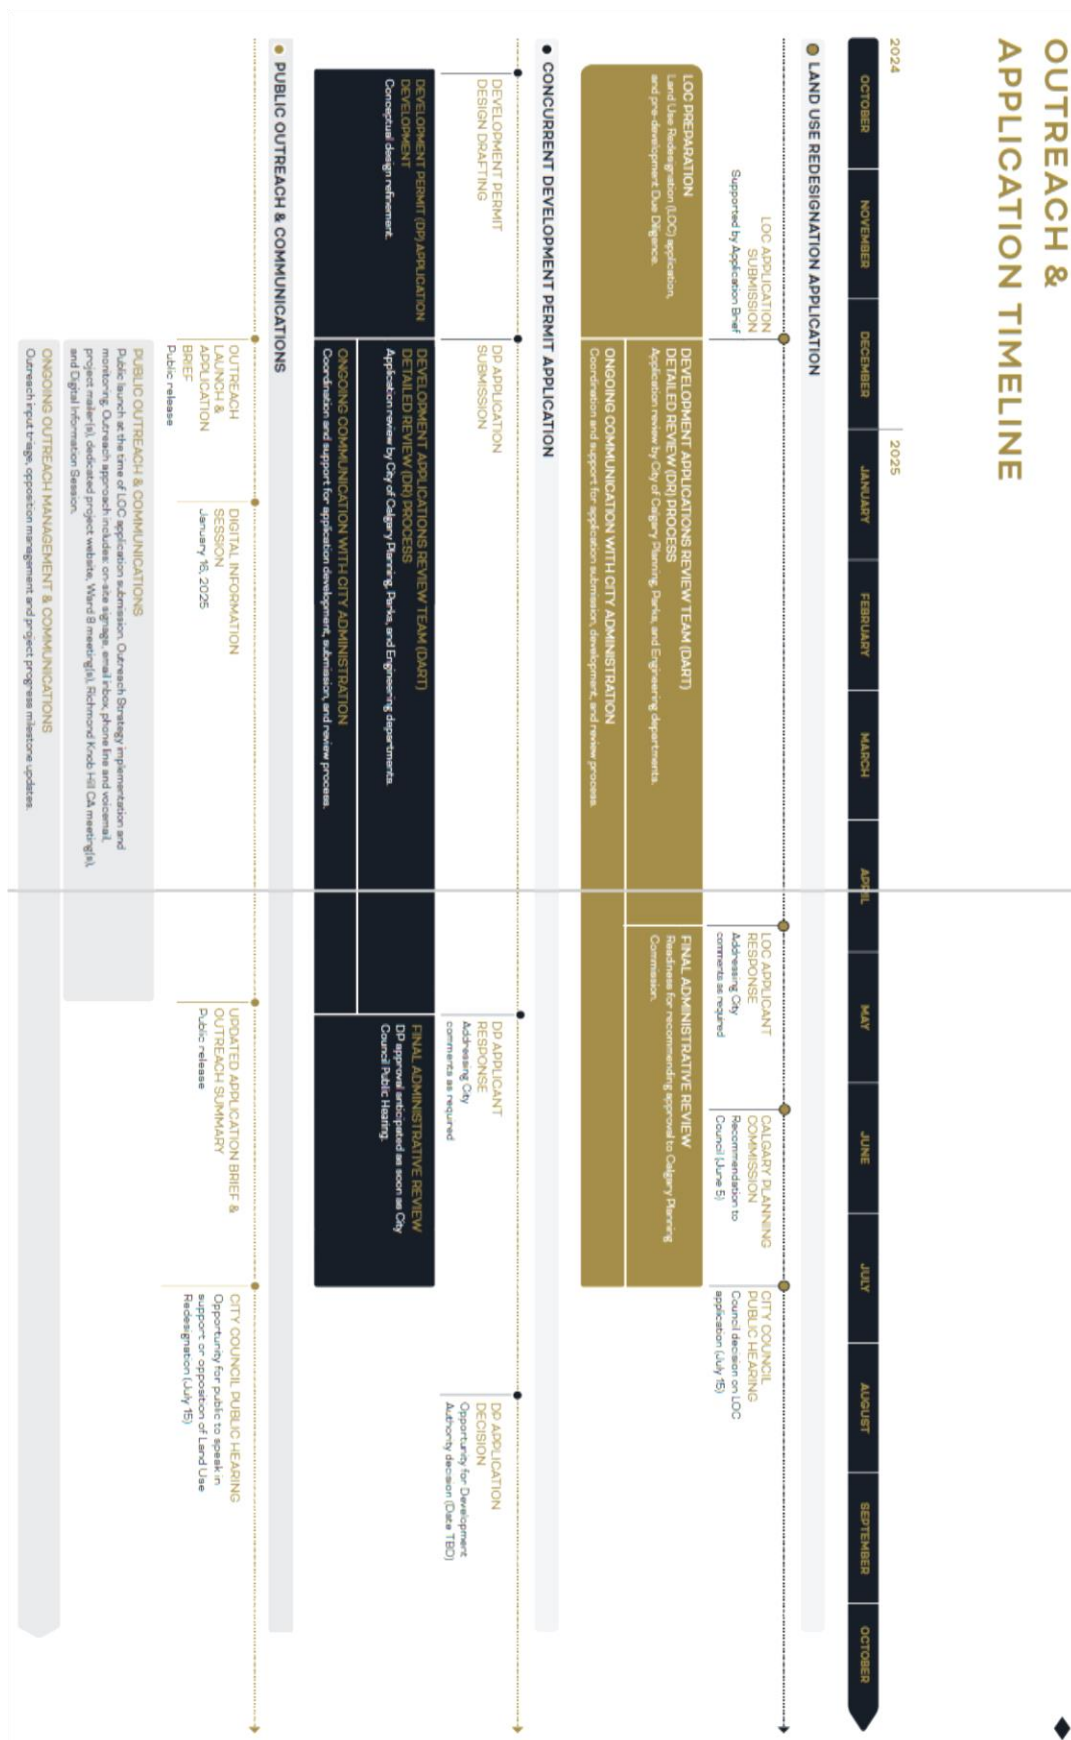 OUTREACH &
APPLICATION TIMELINE
2024
2025
OCTOBER
NOVEMBER
DECEMBER
JANUARY
FEBRUARY
MARCH
APRIL
MAY
JUNE
JULY
AUGUST
SEPTEMBER
OCTOBER
LAND USE REDESIGNATION APPLICATION
LOC APPLICATION
SUBMISSION
Supported by Application Brief
LOC APPLICANT
RESPONSE
Addressing City
comments as required
CALGARY PLANNING
COMMISSION
Recommendation to
Council (June 5)
CITY COUNCIL
PUBLIC HEARING
Council decision on LOC
application (July 15)
LOC PREPARATION
Land Use Redesignation (LOC) application,
and pre-development Due Diligence.
DEVELOPMENT APPLICATIONS REVIEW TEAM (DART)
DETAILED REVIEW (DR) PROCESS
Application review by City of Calgary Planning, Parks, and Engineering departments.
FINAL ADMINISTRATIVE REVIEW
Readiness for recommending approval to Calgary Planning
Commission.
ONGOING COMMUNICATION WITH CITY ADMINISTRATION
Coordination and support for application submission, development, and review process.
CONCURRENT DEVELOPMENT PERMIT APPLICATION
DEVELOPMENT PERMIT
DESIGN DRAFTING
DP APPLICATION
SUBMISSION
DP APPLICANT
RESPONSE
Addressing City
comments as required
DP APPLICATION
DECISION
Opportunity for Development
Authority decision (Date TBD)
DEVELOPMENT PERMIT (DP) APPLICATION
DEVELOPMENT
Conceptual design refinement.
DEVELOPMENT APPLICATIONS REVIEW TEAM (DART)
DETAILED REVIEW (DR) PROCESS
Application review by City of Calgary Planning, Parks, and Engineering departments.
FINAL ADMINISTRATIVE REVIEW
DP approval anticipated as soon as City
Council Public Hearing.
ONGOING COMMUNICATION WITH CITY ADMINISTRATION
Coordination and support for application development, submission, and review process.
PUBLIC OUTREACH & COMMUNICATIONS
OUTREACH
LAUNCH &
APPLICATION
BRIEF
Public release
DIGITAL INFORMATION
SESSION
January 16, 2025
UPDATED APPLICATION BRIEF &
OUTREACH SUMMARY
Public release
CITY COUNCIL PUBLIC HEARING
Opportunity for public to speak in
support or opposition of Land Use
Redesignation (July 15)
PUBLIC OUTREACH & COMMUNICATIONS
Public launch at the time of LOC application submission. Outreach Strategy implementation and
monitoring. Outreach approach includes: on-site signage, email inbox, phone line and voicemail,
project mailer(s), dedicated project website, Ward 8 meeting(s), Richmond Knob Hill CA meeting(s),
and Digital Information Session.
ONGOING OUTREACH MANAGEMENT & COMMUNICATIONS
Outreach input triage, opposition management and project progress milestone updates.